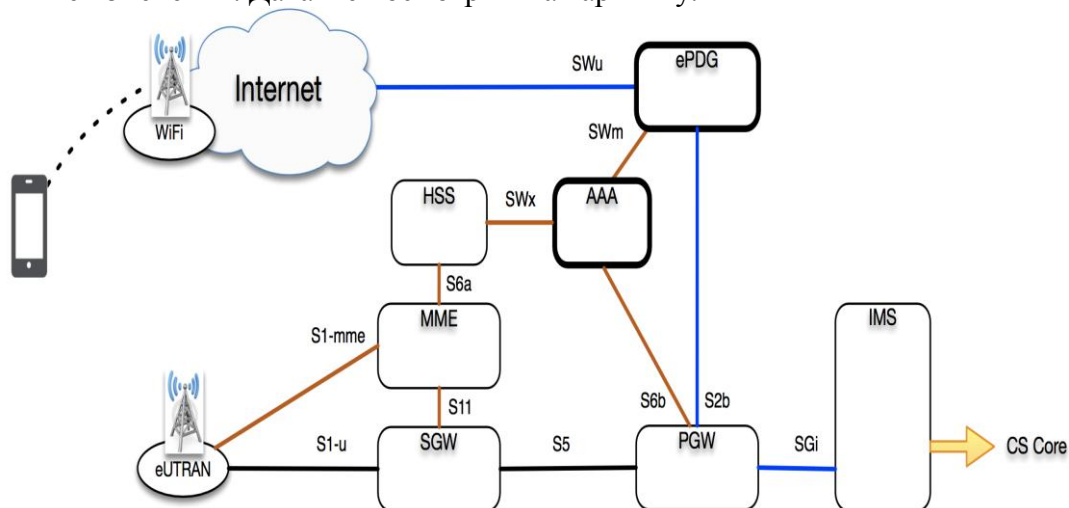 ePDG
SWu
Internet
WiFi
SWm
HSS
SWx
AAA
S6a
MME
IMS
S1-mme
S11
S6b
S2b
S1-u
SGW
S5
PGW
SGi
CS Core
eUTRAN